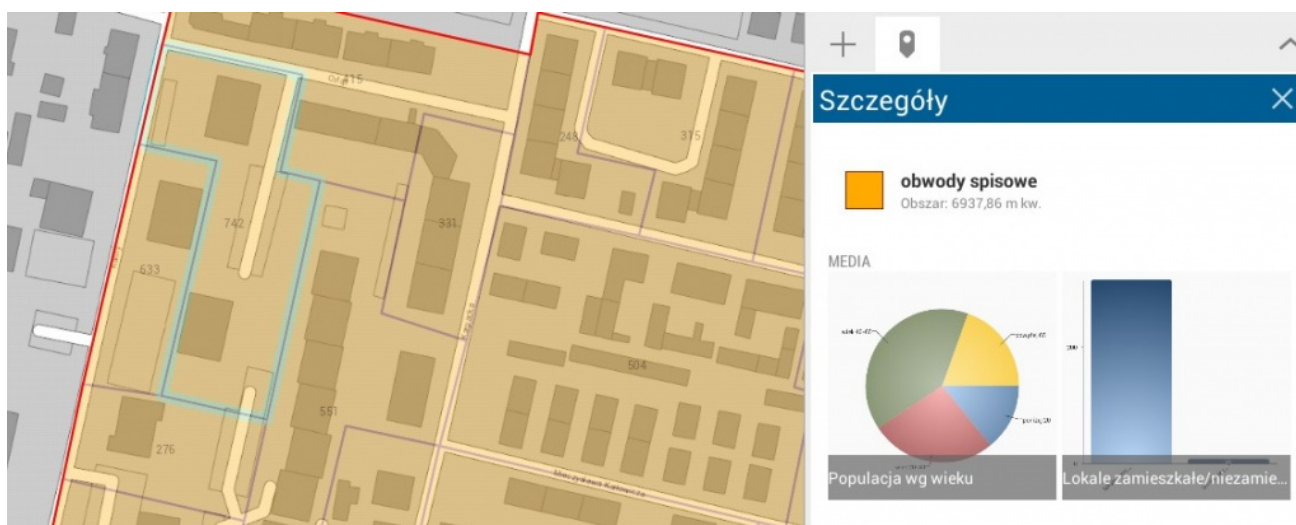 415
248
315
742
331
633
504
551
276
Szczegóły
obwody spisowe
Obszar: 6937,86 m kw.
MEDIA
Populacja wg wieku
Lokale zamieszkałe/niezamie...